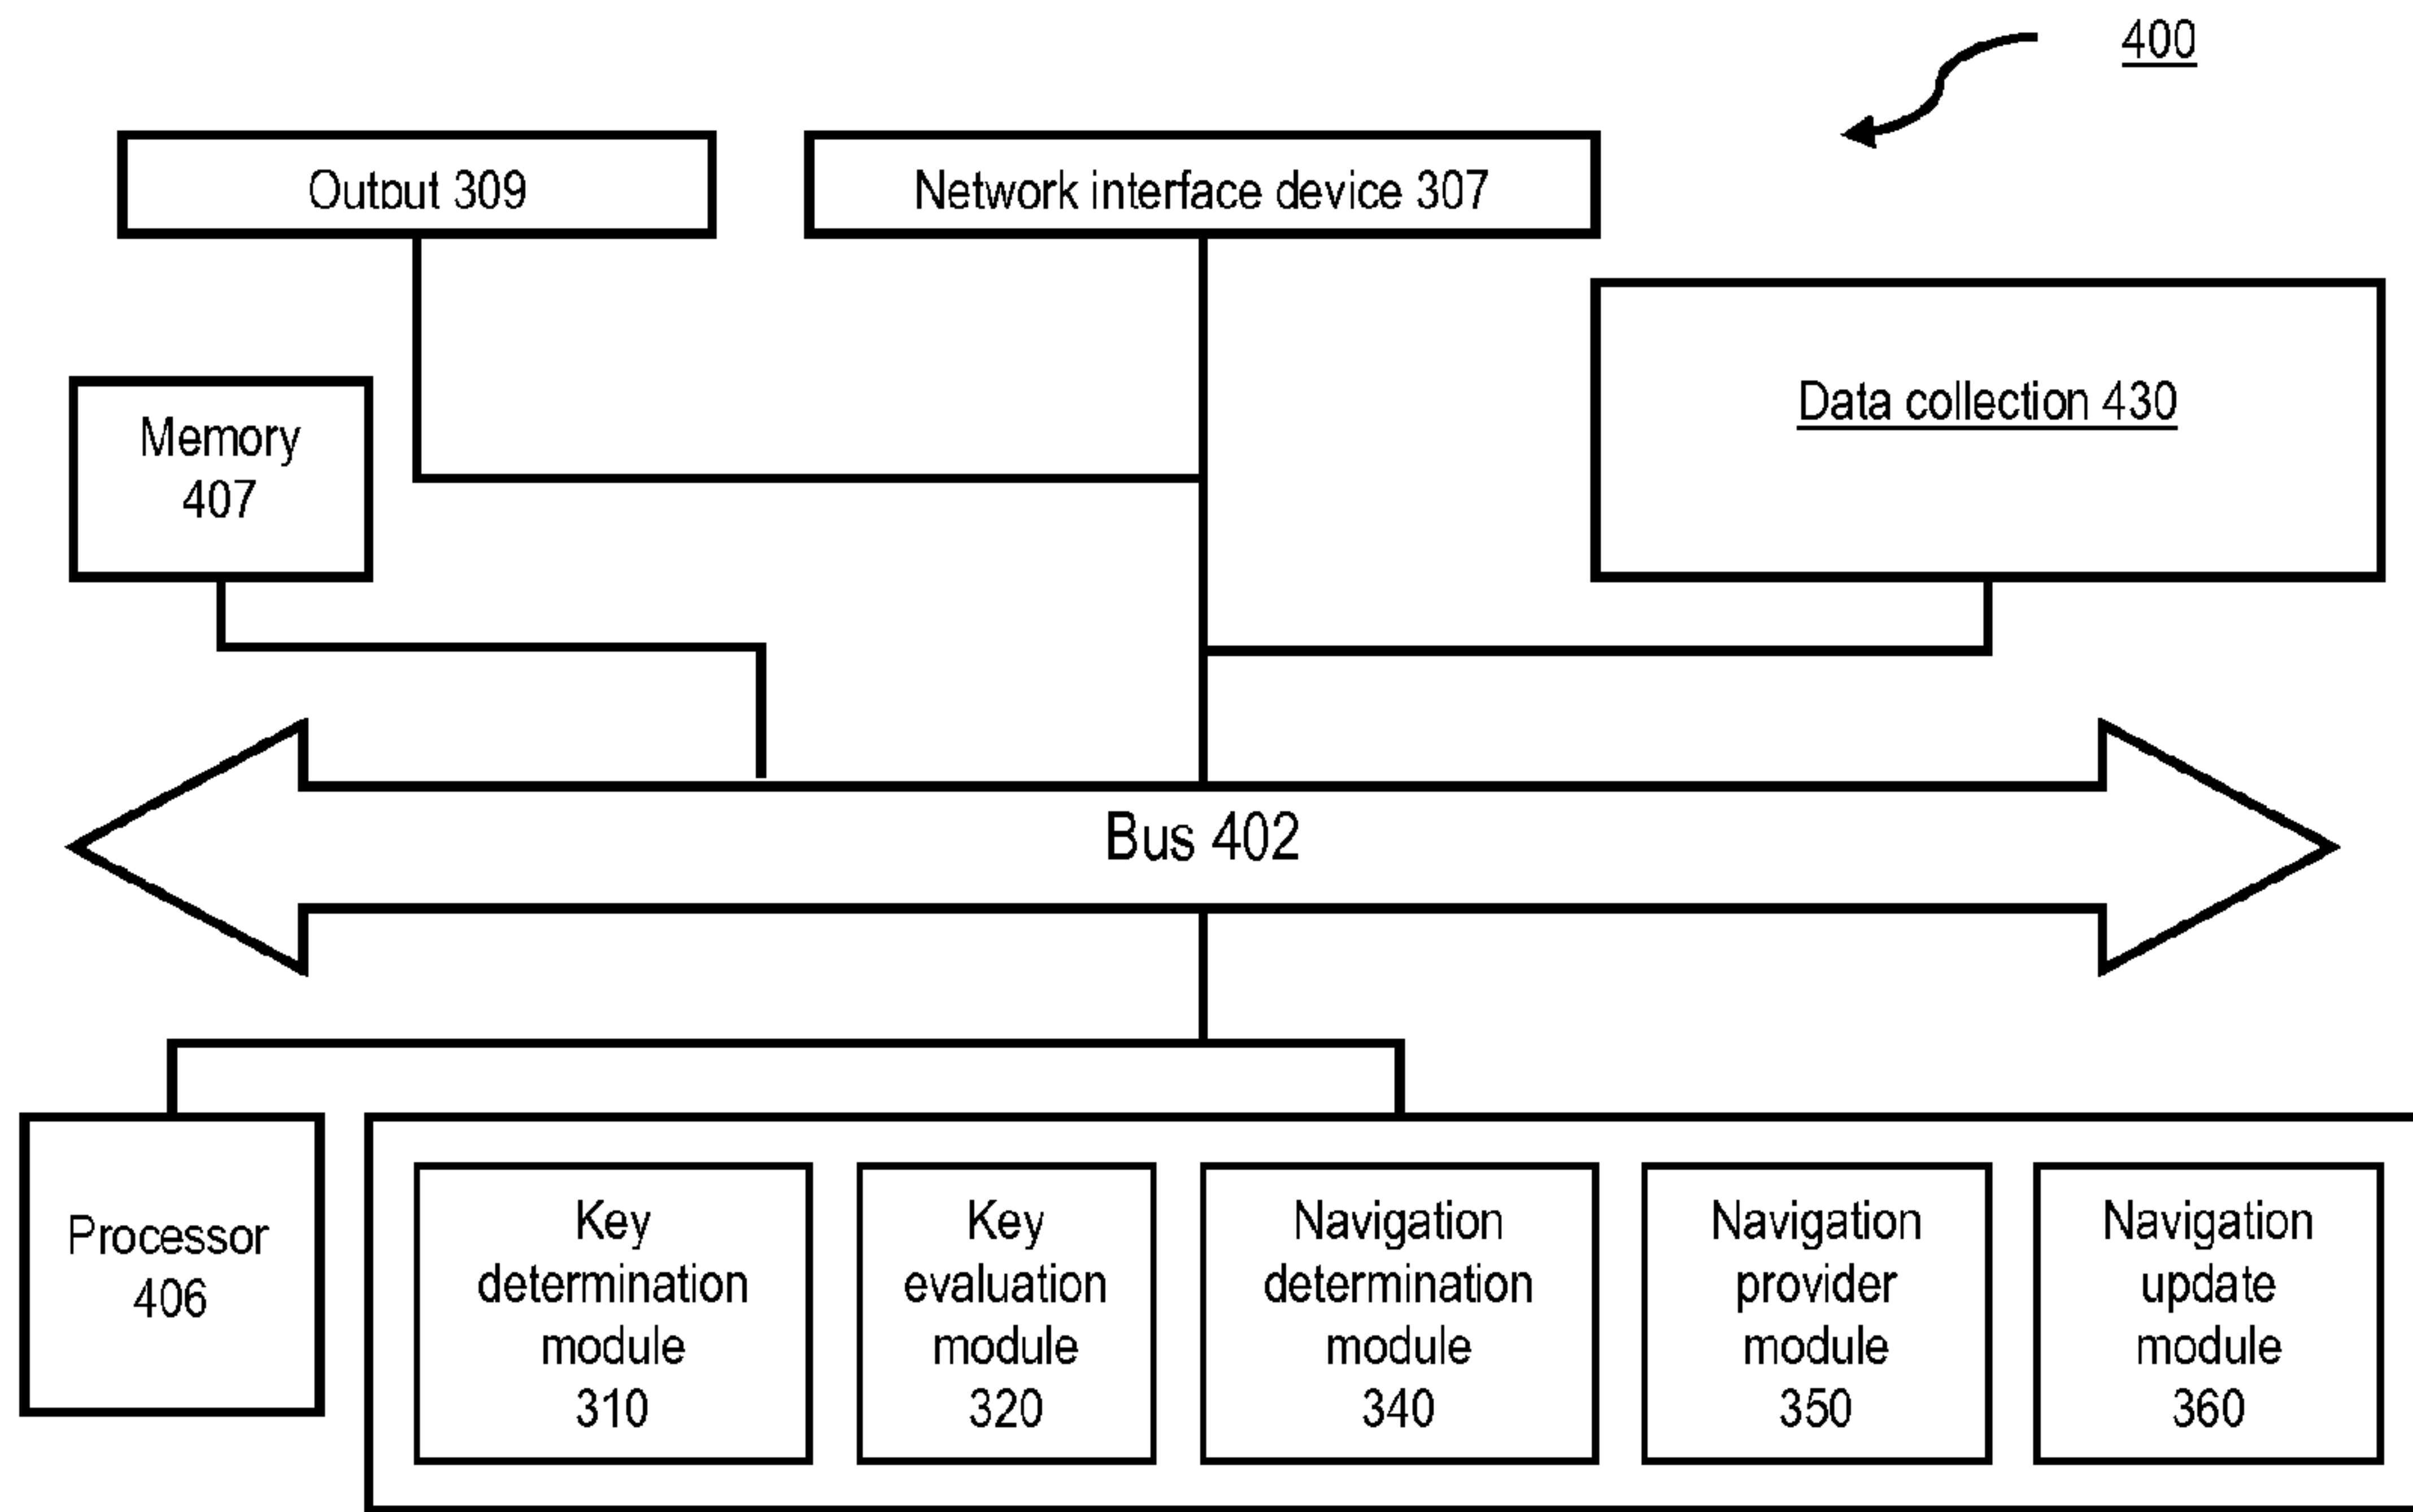 400
Output 309
Network interface device 307
Data collection 430
Memory
407
Bus 402
Processor
406
Key
determination
module
310
Key
evaluation
module
320
Navigation
determination
module
340
Navigation
provider
module
350
Navigation
update
module
360